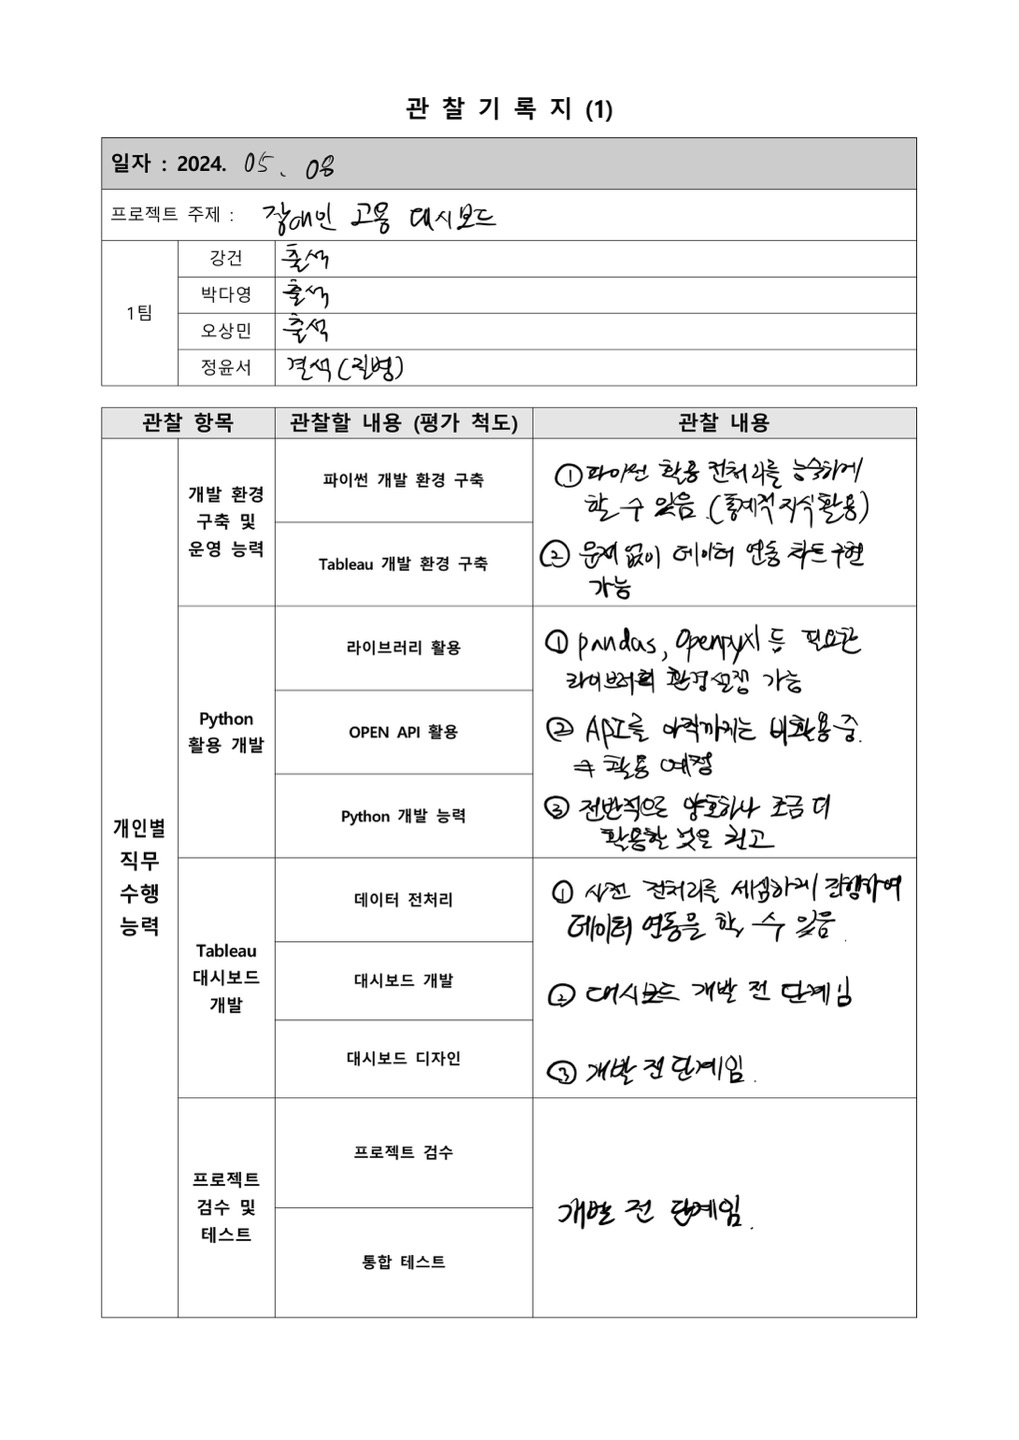 관 찰 기 록 지 (1)
일자 : 2024. 05. 08
프로젝트 주제 : 장애인 고용 대시보드
1팀
강건 출석
박다영 출석
오상민 출석
정윤서 결석(질병)
관찰 항목 관찰할 내용 (평가 척도) 관찰 내용
개인별
직무
수행
능력
개발 환경
구축 및
운영 능력
파이썬 개발 환경 구축
Tableau 개발 환경 구축
① 파이썬 활용 전처리를 능숙하게
할 수 있음. (통계적 지식 활용)
② 문제 없이 데이터 연동 차트 구현
가능
Python
활용 개발
라이브러리 활용
OPEN API 활용
Python 개발 능력
① pandas, Openpyxl 등 필요한
라이브러리 환경설정 가능
② API를 아직까지는 비활용 중.
⇒ 활용 예정
③ 전반적으로 양호하나 조금 더
활용할 것을 권고
Tableau
대시보드
개발
데이터 전처리
대시보드 개발
대시보드 디자인
① 사전 전처리를 세심하게 진행하여
데이터 연동을 할 수 있음.
② 대시보드 개발 전 단계임
③ 개발 전 단계임.
프로젝트
검수 및
테스트
프로젝트 검수
통합 테스트
개발 전 단계임.